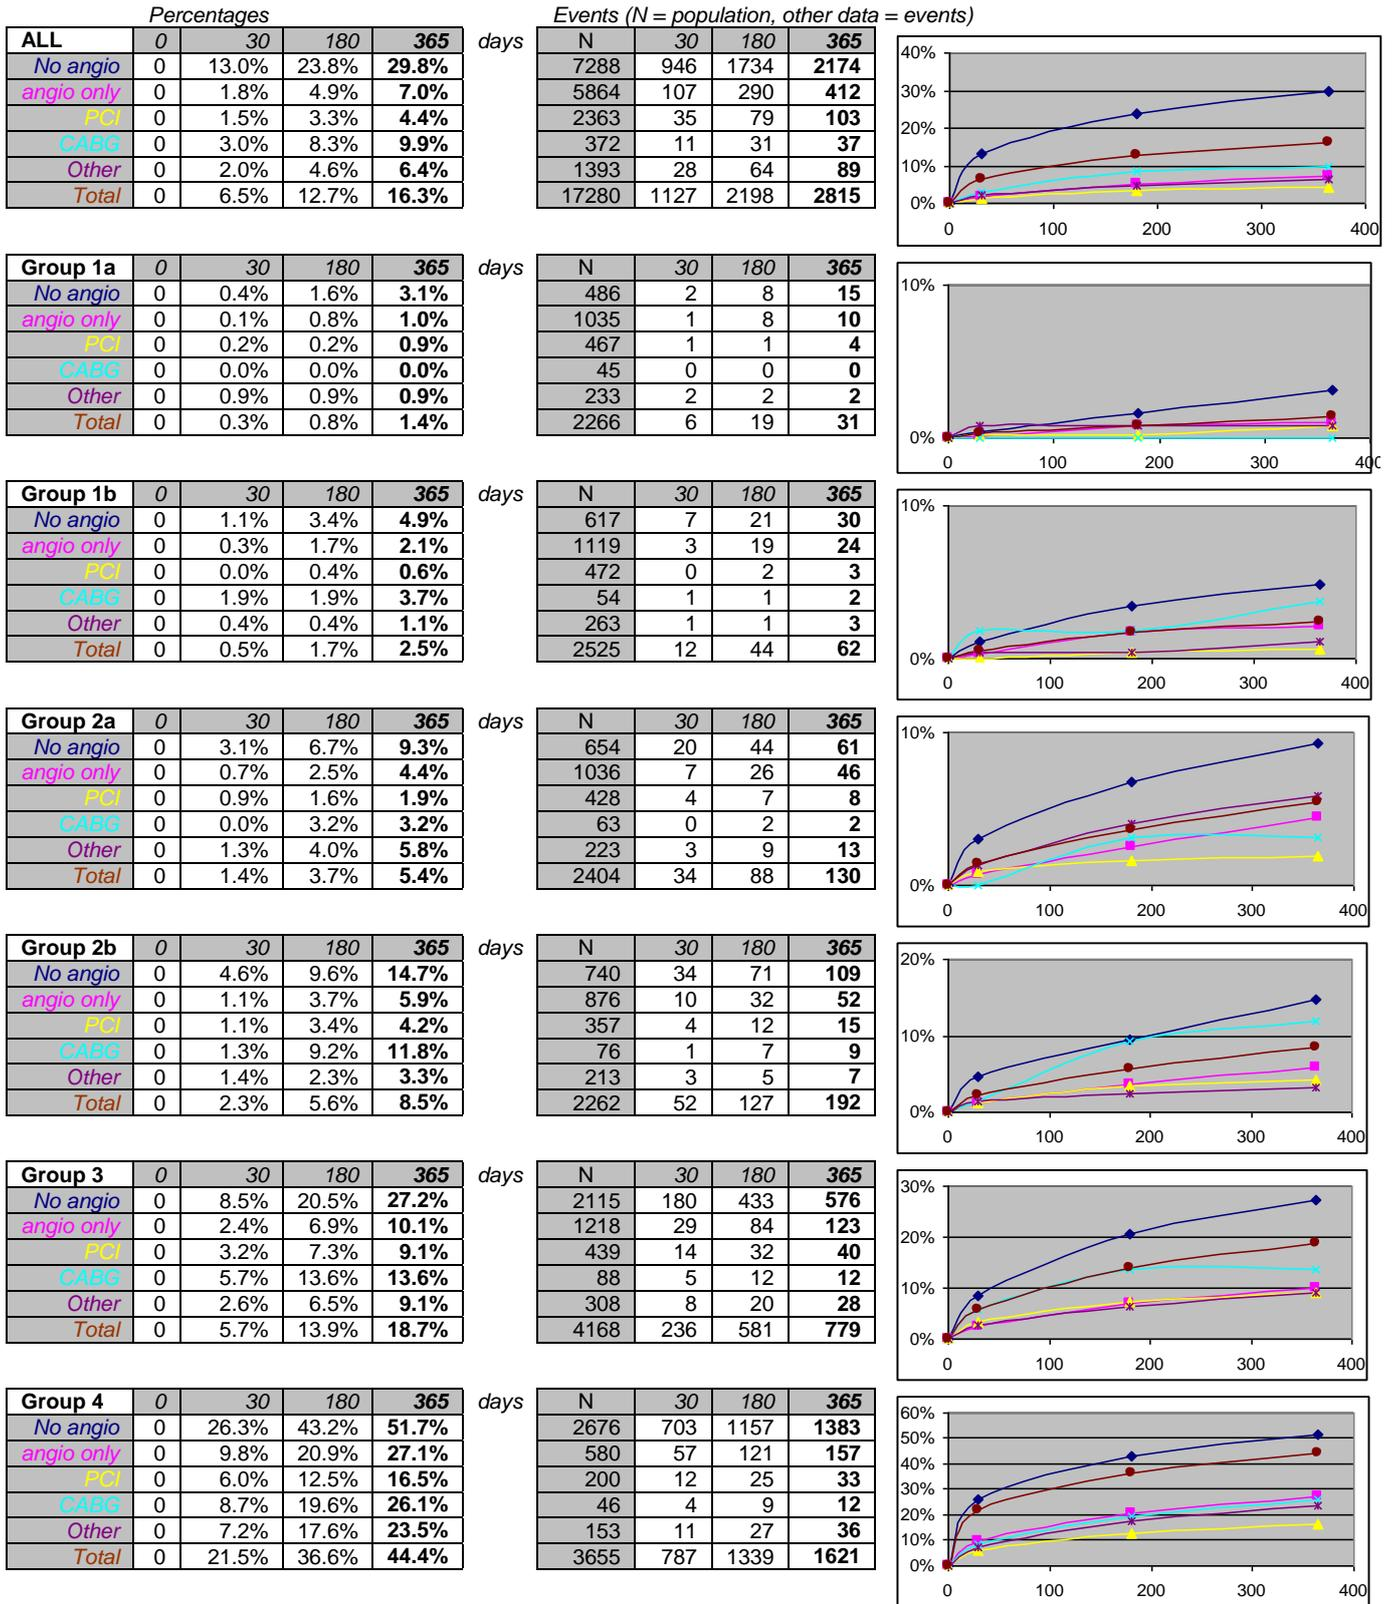 Percentages Events (N = population, other data = events)
ALL 0 30 180 365 days N 30 180 365
No angio 0 13.0% 23.8% 29.8% 7288 946 1734 2174
angio only 0 1.8% 4.9% 7.0% 5864 107 290 412
PCI 0 1.5% 3.3% 4.4% 2363 35 79 103
CABG 0 3.0% 8.3% 9.9% 372 11 31 37
Other 0 2.0% 4.6% 6.4% 1393 28 64 89
Total 0 6.5% 12.7% 16.3% 17280 1127 2198 2815
40%
30%
20%
10%
0%
0 100 200 300 400
Group 1a 0 30 180 365 days N 30 180 365
No angio 0 0.4% 1.6% 3.1% 486 2 8 15
angio only 0 0.1% 0.8% 1.0% 1035 1 8 10
PCI 0 0.2% 0.2% 0.9% 467 1 1 4
CABG 0 0.0% 0.0% 0.0% 45 0 0 0
Other 0 0.9% 0.9% 0.9% 233 2 2 2
Total 0 0.3% 0.8% 1.4% 2266 6 19 31
10%
0%
0 100 200 300 400
Group 1b 0 30 180 365 days N 30 180 365
No angio 0 1.1% 3.4% 4.9% 617 7 21 30
angio only 0 0.3% 1.7% 2.1% 1119 3 19 24
PCI 0 0.0% 0.4% 0.6% 472 0 2 3
CABG 0 1.9% 1.9% 3.7% 54 1 1 2
Other 0 0.4% 0.4% 1.1% 263 1 1 3
Total 0 0.5% 1.7% 2.5% 2525 12 44 62
10%
0%
0 100 200 300 400
Group 2a 0 30 180 365 days N 30 180 365
No angio 0 3.1% 6.7% 9.3% 654 20 44 61
angio only 0 0.7% 2.5% 4.4% 1036 7 26 46
PCI 0 0.9% 1.6% 1.9% 428 4 7 8
CABG 0 0.0% 3.2% 3.2% 63 0 2 2
Other 0 1.3% 4.0% 5.8% 223 3 9 13
Total 0 1.4% 3.7% 5.4% 2404 34 88 130
10%
0%
0 100 200 300 400
Group 2b 0 30 180 365 days N 30 180 365
No angio 0 4.6% 9.6% 14.7% 740 34 71 109
angio only 0 1.1% 3.7% 5.9% 876 10 32 52
PCI 0 1.1% 3.4% 4.2% 357 4 12 15
CABG 0 1.3% 9.2% 11.8% 76 1 7 9
Other 0 1.4% 2.3% 3.3% 213 3 5 7
Total 0 2.3% 5.6% 8.5% 2262 52 127 192
20%
10%
0%
0 100 200 300 400
Group 3 0 30 180 365 days N 30 180 365
No angio 0 8.5% 20.5% 27.2% 2115 180 433 576
angio only 0 2.4% 6.9% 10.1% 1218 29 84 123
PCI 0 3.2% 7.3% 9.1% 439 14 32 40
CABG 0 5.7% 13.6% 13.6% 88 5 12 12
Other 0 2.6% 6.5% 9.1% 308 8 20 28
Total 0 5.7% 13.9% 18.7% 4168 236 581 779
30%
20%
10%
0%
0 100 200 300 400
Group 4 0 30 180 365 days N 30 180 365
No angio 0 26.3% 43.2% 51.7% 2676 703 1157 1383
angio only 0 9.8% 20.9% 27.1% 580 57 121 157
PCI 0 6.0% 12.5% 16.5% 200 12 25 33
CABG 0 8.7% 19.6% 26.1% 46 4 9 12
Other 0 7.2% 17.6% 23.5% 153 11 27 36
Total 0 21.5% 36.6% 44.4% 3655 787 1339 1621
60%
50%
40%
30%
20%
10%
0%
0 100 200 300 400